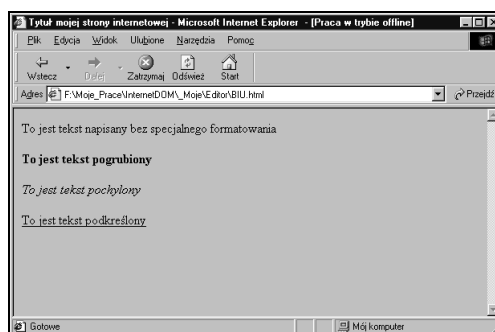 Tytuł mojej strony internetowej - Microsoft Internet Explorer - [Praca w trybie offline]
Plik Edycja Widok Ulubione Narzędzia Pomoc
Wstecz Dalej Zatrzymaj Odśwież Start
Adres F:\Moje_Prace\InternetDOM\_Moje\Editor\BIU.html Przejdź
To jest tekst napisany bez specjalnego formatowania
To jest tekst pogrubiony
To jest tekst pochylony
To jest tekst podkreślony
Gotowe Mój komputer